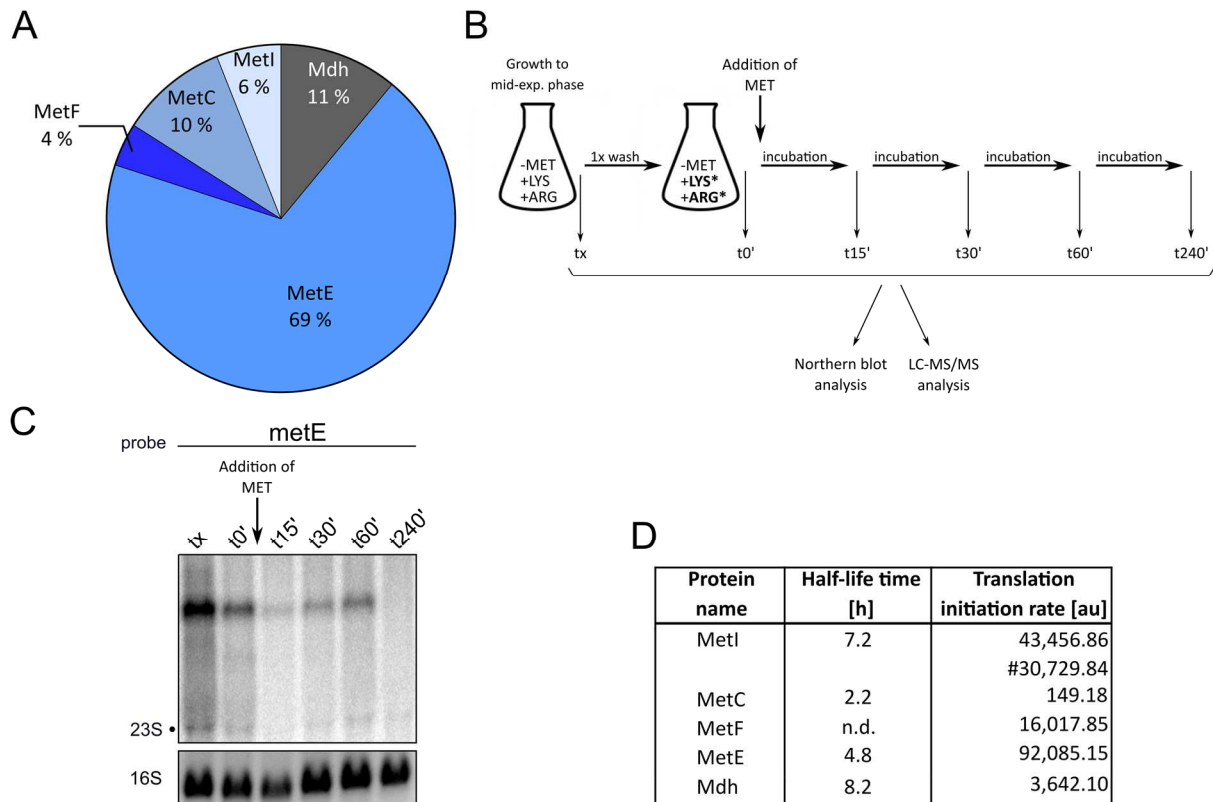 A
MetI
6 %
Mdh
11 %
MetC
10 %
MetF
4 %
MetE
69 %
B
Growth to
mid-exp. phase
-MET
+LYS
+ARG
1x wash
-MET
+LYS*
+ARG*
Addition of
MET
incubation
incubation
incubation
incubation
tx
t0'
t15'
t30'
t60'
t240'
Northern blot
analysis
LC-MS/MS
analysis
C
probe
metE
Addition of
MET
tx
t0'
t15'
t30'
t60'
t240'
23S •
16S
D
Protein name Half-life time [h] Translation initiation rate [au]
MetI 7.2 43,456.86
#30,729.84
MetC 2.2 149.18
MetF n.d. 16,017.85
MetE 4.8 92,085.15
Mdh 8.2 3,642.10